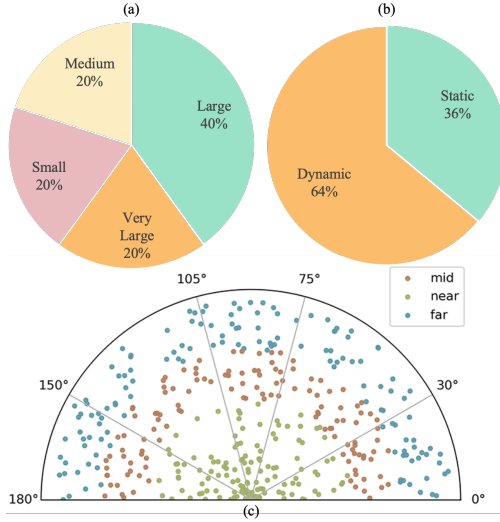 (a)
(b)
Medium
20%
Large
40%
Small
20%
Very
Large
20%
Static
36%
Dynamic
64%
105°
75°
mid
near
far
150°
30°
180°
0°
(c)